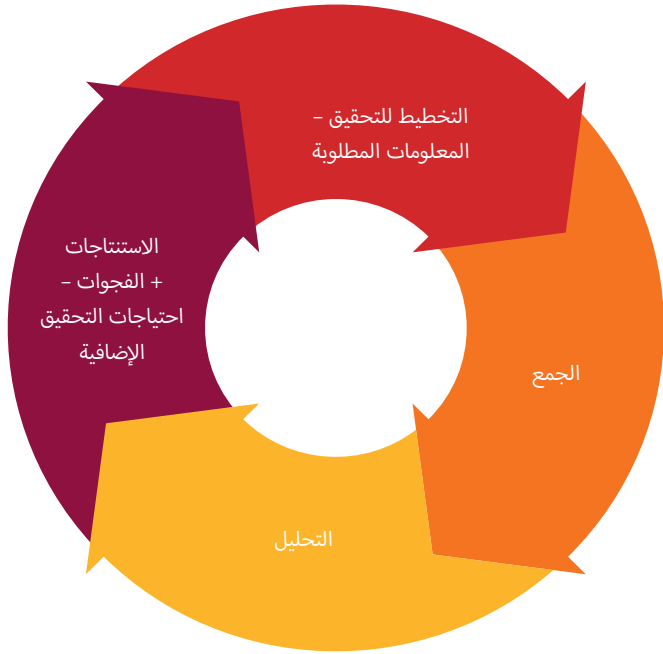 التخطيط للتحقيق –
المعلومات المطلوبة
الجمع
التحليل
الاستنتاجات
+ الفجوات –
احتياجات التحقيق
الإضافية